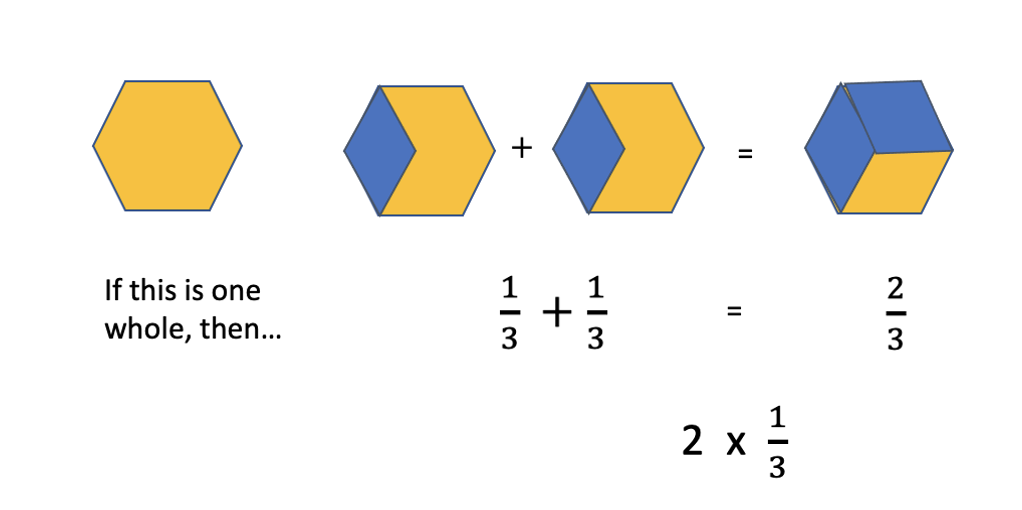 + =
If this is one
whole, then...
1/3 + 1/3 = 2/3
2 x 1/3